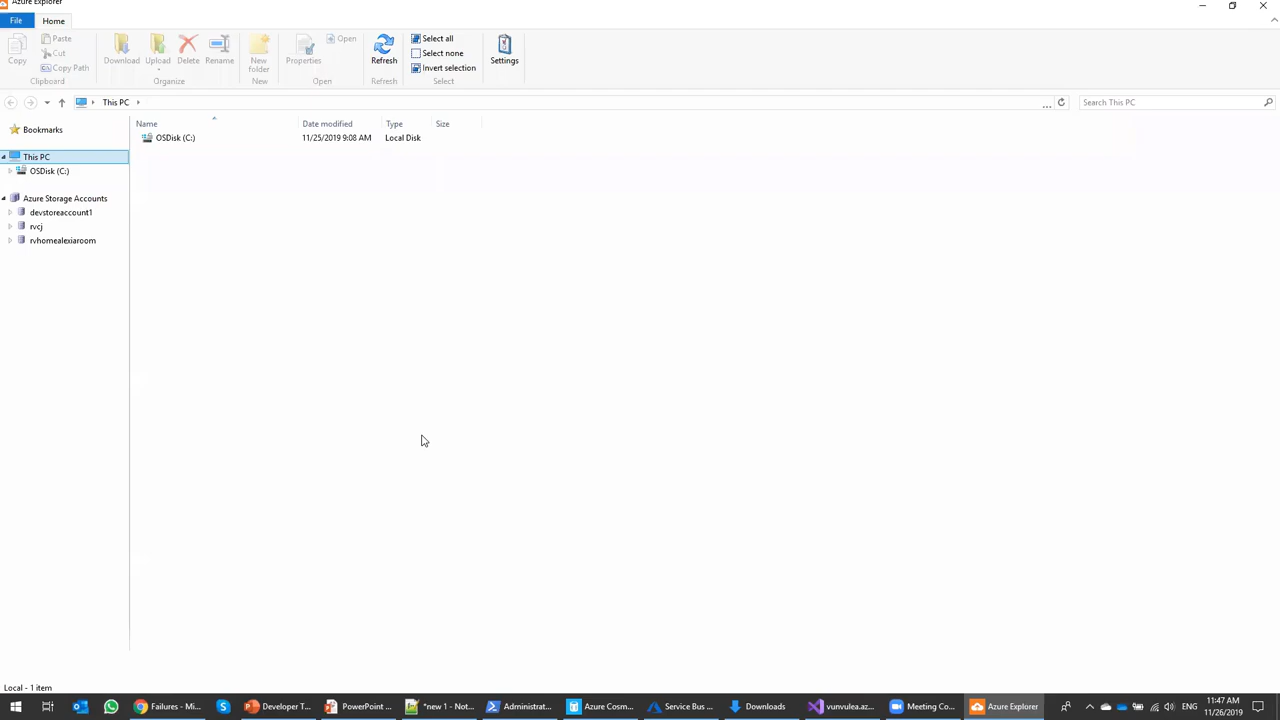 Azure Explorer
File Home
Copy
Paste
Cut
Copy Path
Clipboard
Download Upload Delete Rename
Organize
New folder
New
Properties
Open
Open
Refresh
Refresh
Select all
Select none
Invert selection
Select
Settings
This PC
...
Search This PC
Bookmarks
This PC
OSDisk (C:)
Azure Storage Accounts
devstoreaccount1
rvcj
rvhomealexiaroom
Name Date modified Type Size
OSDisk (C:) 11/25/2019 9:08 AM Local Disk
Local - 1 item
Failures - Mi... Developer T... PowerPoint ... *new 1 - Not... Administrat... Azure Cosm... Service Bus ... Downloads vunvulea.az... Meeting Co... Azure Explorer ENG 11:47 AM
11/26/2019